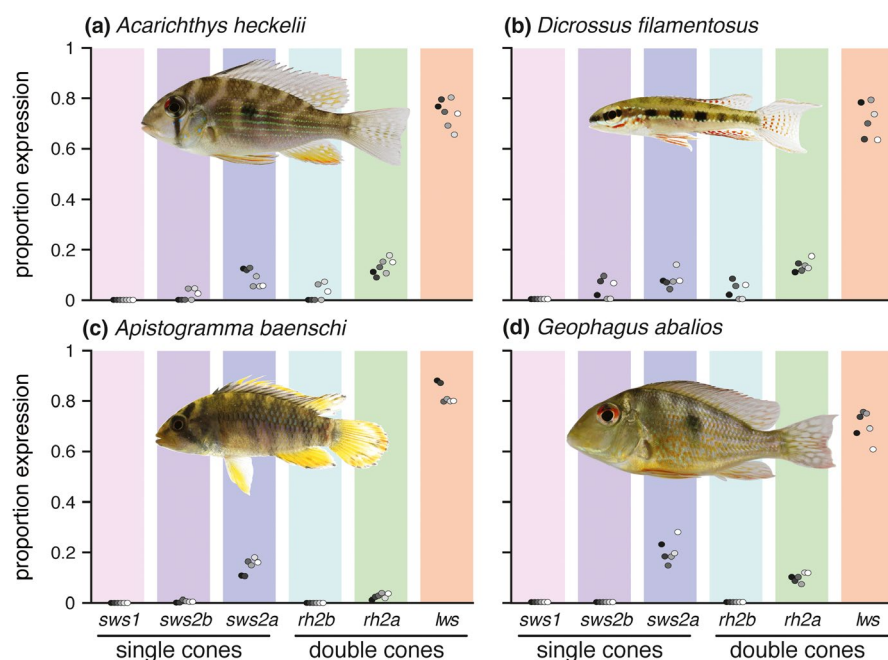 (a) Acarichthys heckelii
(b) Dicrossus filamentosus
proportion expression
1
0.8
0.6
0.4
0.2
0
(c) Apistogramma baenschi
(d) Geophagus abalios
proportion expression
1
0.8
0.6
0.4
0.2
0
sws1 sws2b sws2a rh2b rh2a lws
single cones double cones
sws1 sws2b sws2a rh2b rh2a lws
single cones double cones